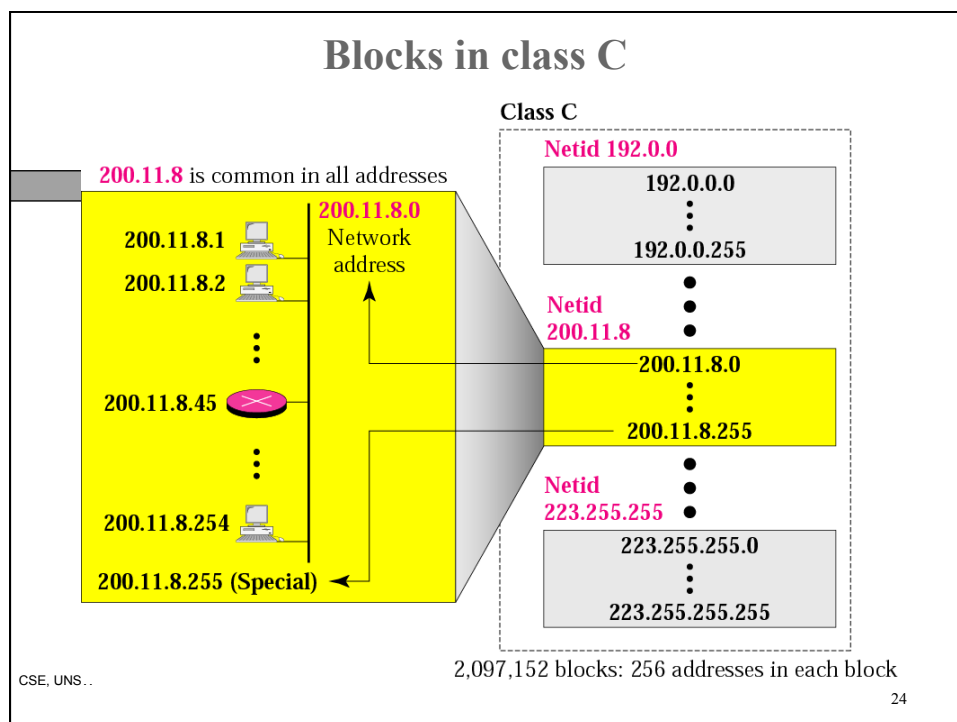 Blocks in class C
Class C
Netid 192.0.0
192.0.0.0
192.0.0.255
Netid
200.11.8
200.11.8.0
200.11.8.255
Netid
223.255.255
223.255.255.0
223.255.255.255
200.11.8 is common in all addresses
200.11.8.0
Network
address
200.11.8.1
200.11.8.2
200.11.8.45
200.11.8.254
200.11.8.255 (Special)
2,097,152 blocks: 256 addresses in each block
CSE, UNS..
24